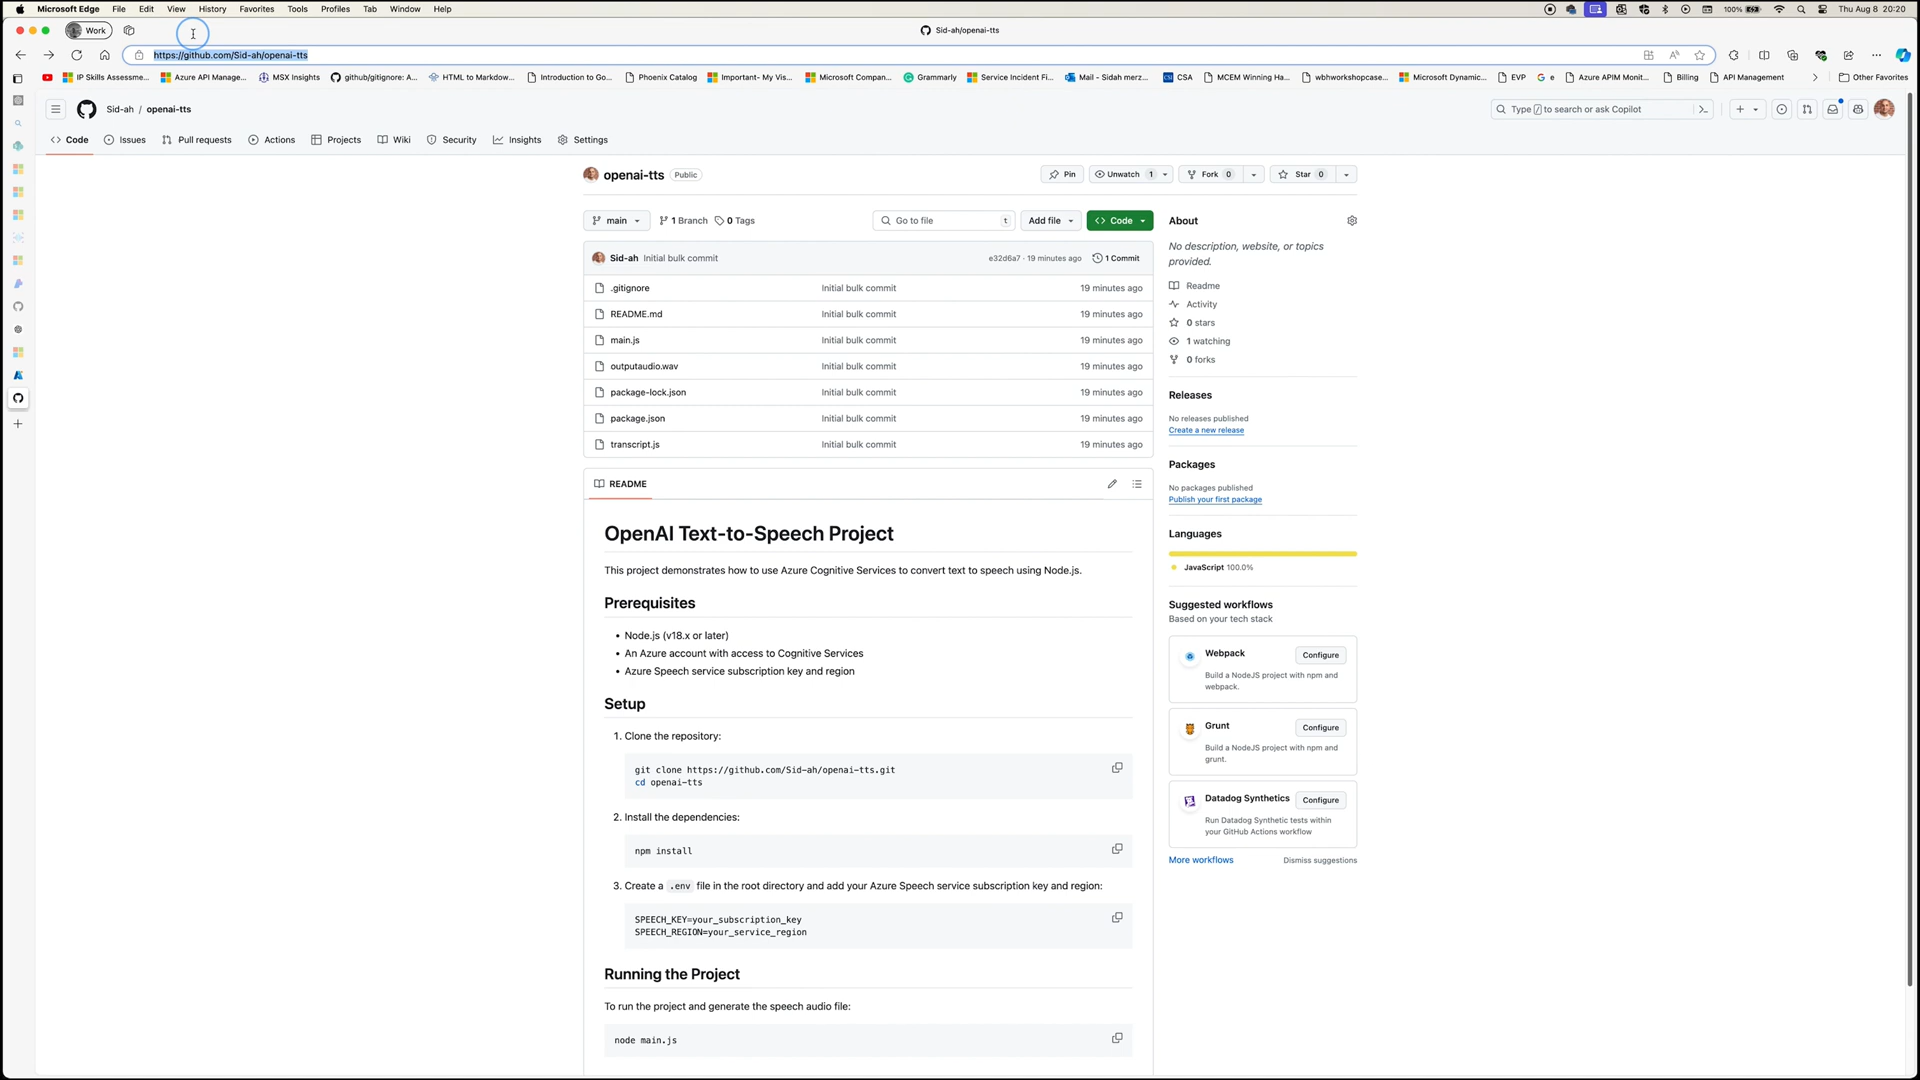 Microsoft Edge File Edit View History Favorites Tools Profiles Tab Window Help 100% Thu Aug 8 20:20
Work Sid-ah/openai-tts
https://github.com/Sid-ah/openai-tts
IP Skills Assessme... Azure API Manage... MSX Insights github/gitignore: A... HTML to Markdow... Introduction to Go... Phoenix Catalog Important- My Vis... Microsoft Compan... Grammarly Service Incident Fi... Mail - Sidah merz... CSA MCEM Winning Ha... wbhworkshopcase... Microsoft Dynamic... EVP e Azure APIM Monit... Billing API Management Other Favorites
Sid-ah / openai-tts Type / to search or ask Copilot
Code Issues Pull requests Actions Projects Wiki Security Insights Settings
openai-tts Public Pin Unwatch 1 Fork 0 Star 0
main 1 Branch 0 Tags Go to file t Add file Code
Sid-ah Initial bulk commit e32d6a7 · 19 minutes ago 1 Commit
.gitignore Initial bulk commit 19 minutes ago
README.md Initial bulk commit 19 minutes ago
main.js Initial bulk commit 19 minutes ago
outputaudio.wav Initial bulk commit 19 minutes ago
package-lock.json Initial bulk commit 19 minutes ago
package.json Initial bulk commit 19 minutes ago
transcript.js Initial bulk commit 19 minutes ago
README
OpenAI Text-to-Speech Project
This project demonstrates how to use Azure Cognitive Services to convert text to speech using Node.js.
Prerequisites
• Node.js (v18.x or later)
• An Azure account with access to Cognitive Services
• Azure Speech service subscription key and region
Setup
1. Clone the repository:
git clone https://github.com/Sid-ah/openai-tts.git
cd openai-tts
2. Install the dependencies:
npm install
3. Create a .env file in the root directory and add your Azure Speech service subscription key and region:
SPEECH_KEY=your_subscription_key
SPEECH_REGION=your_service_region
Running the Project
To run the project and generate the speech audio file:
node main.js
About
No description, website, or topics
provided.
Readme
Activity
0 stars
1 watching
0 forks
Releases
No releases published
Create a new release
Packages
No packages published
Publish your first package
Languages
JavaScript 100.0%
Suggested workflows
Based on your tech stack
Webpack Configure
Build a NodeJS project with npm and
webpack.
Grunt Configure
Build a NodeJS project with npm and
grunt.
Datadog Synthetics Configure
Run Datadog Synthetic tests within
your GitHub Actions workflow
More workflows Dismiss suggestions